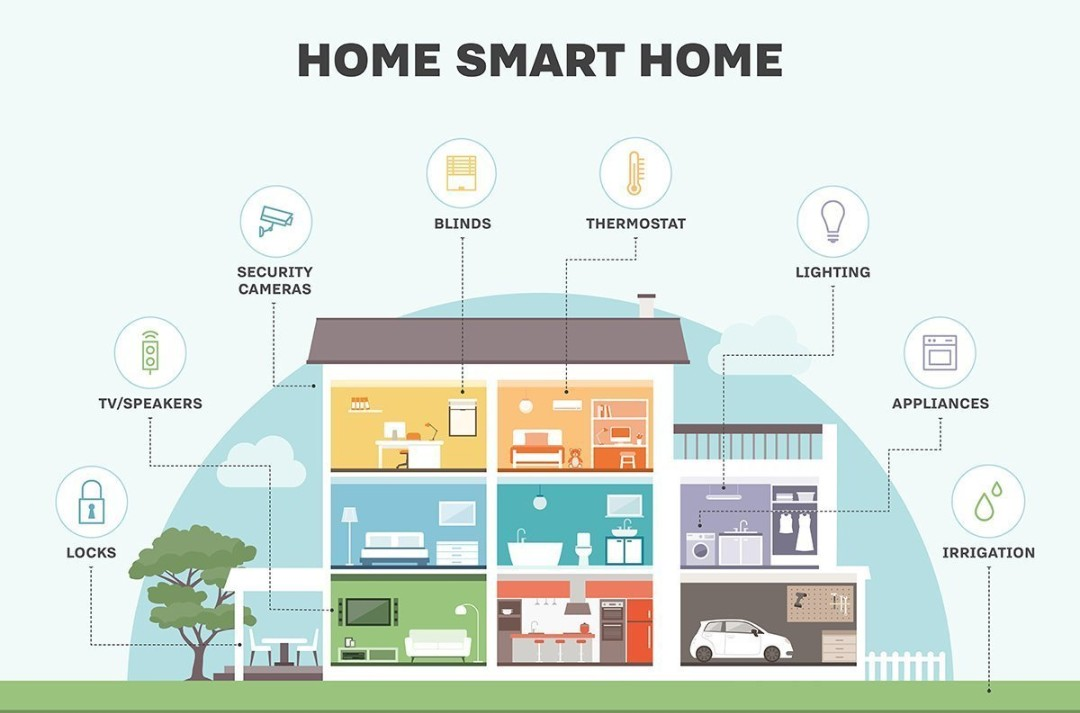 HOME SMART HOME
BLINDS
THERMOSTAT
SECURITY
CAMERAS
LIGHTING
TV/SPEAKERS
APPLIANCES
LOCKS
IRRIGATION